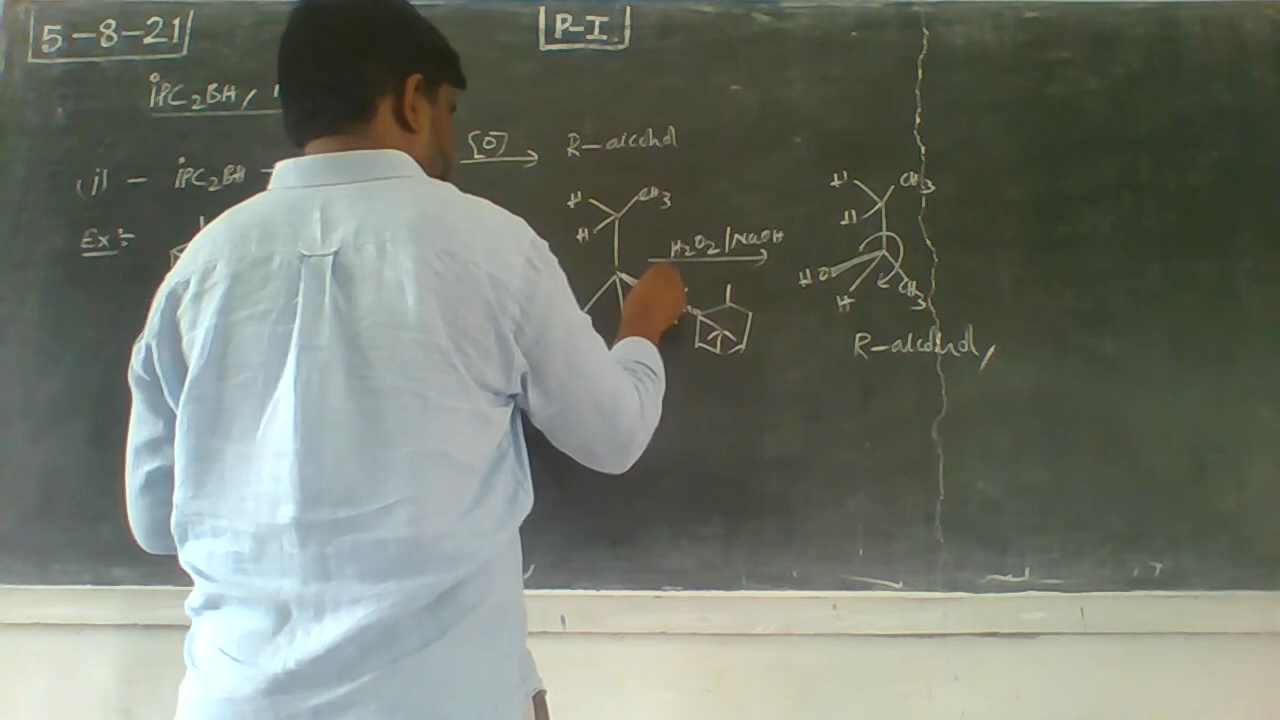 5-8-21
P-I
iPC2BH,
(i) - iPC2BH - [O] R-alcohol
Ex:-
H CH3
H
H2O2/NaOH
H CH3
H
HO
H CH3
R-alcohol,